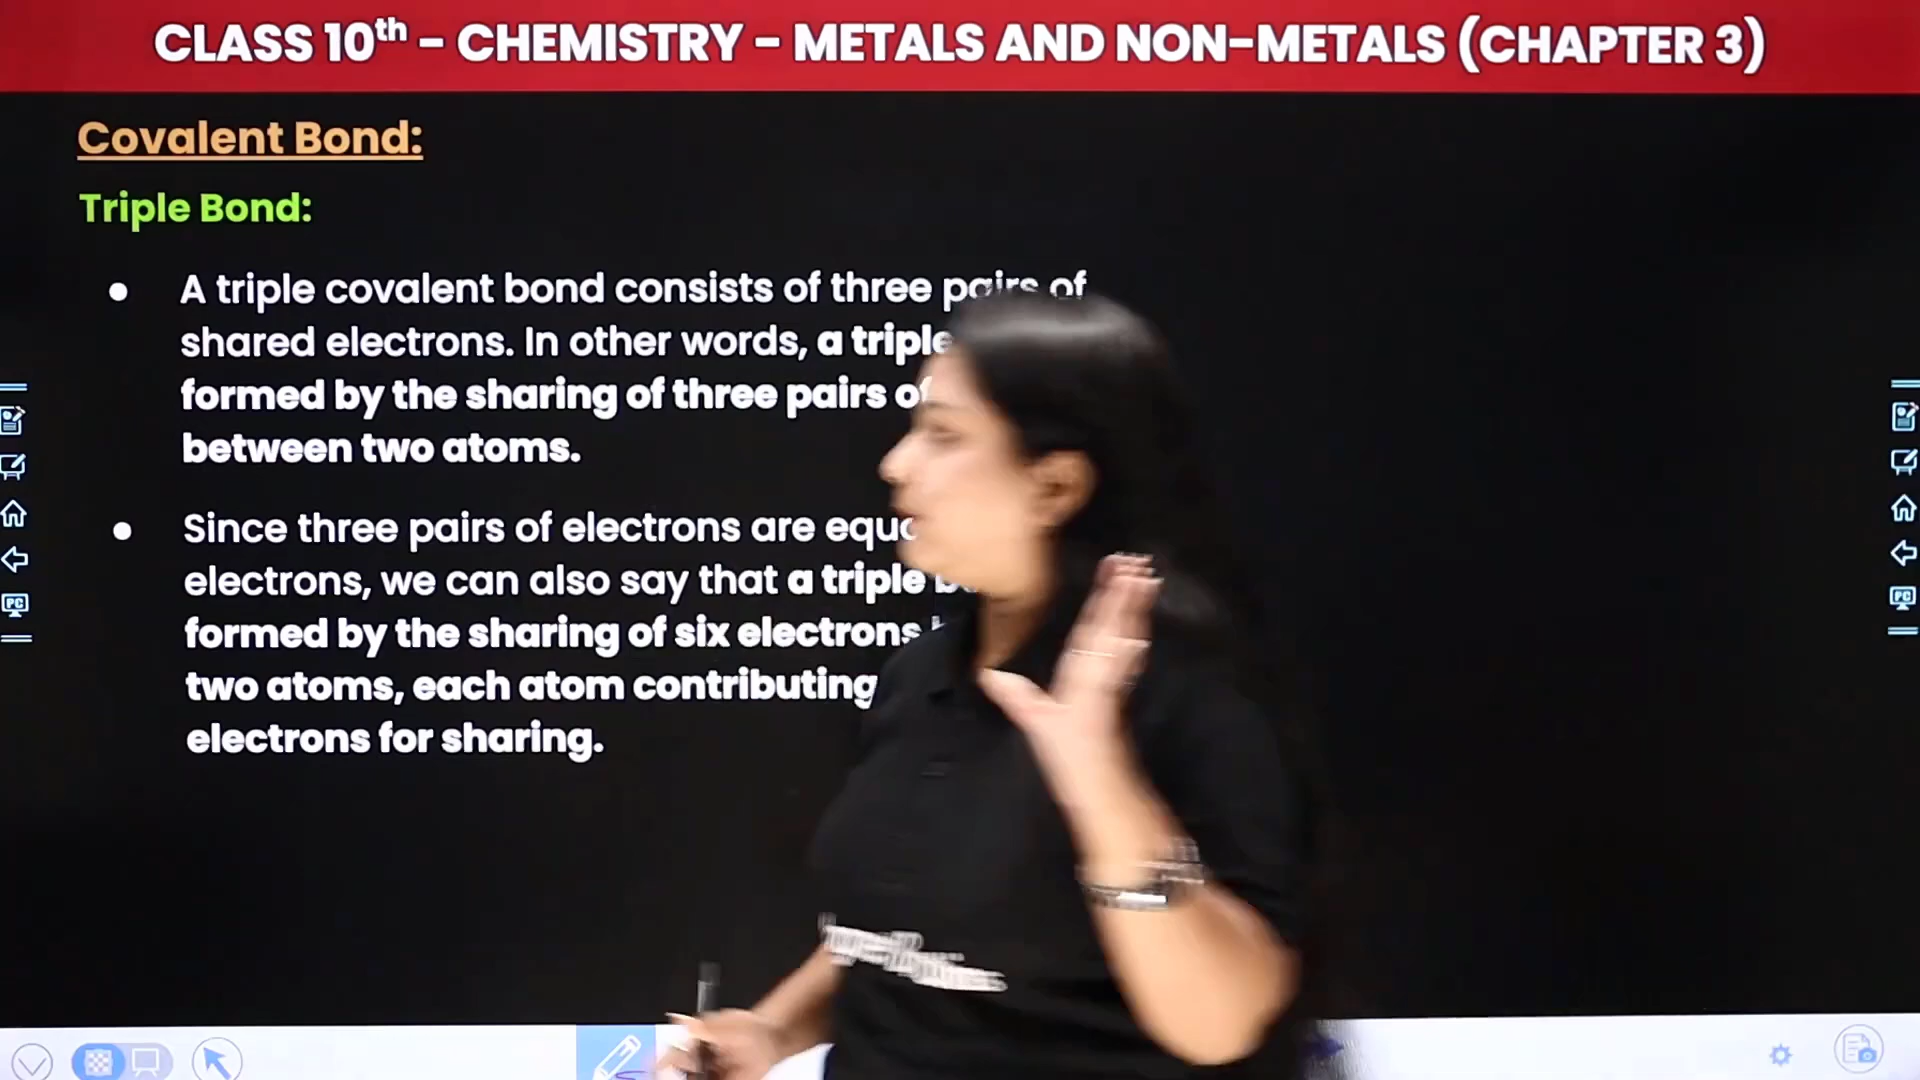 CLASS 10th - CHEMISTRY - METALS AND NON-METALS (CHAPTER 3)
Covalent Bond:
Triple Bond:
● A triple covalent bond consists of three pairs of
shared electrons. In other words, a triple
formed by the sharing of three pairs of
between two atoms.
● Since three pairs of electrons are
electrons, we can also say that a triple
formed by the sharing of six electrons
two atoms, each atom contributing
electrons for sharing.
PC
PC